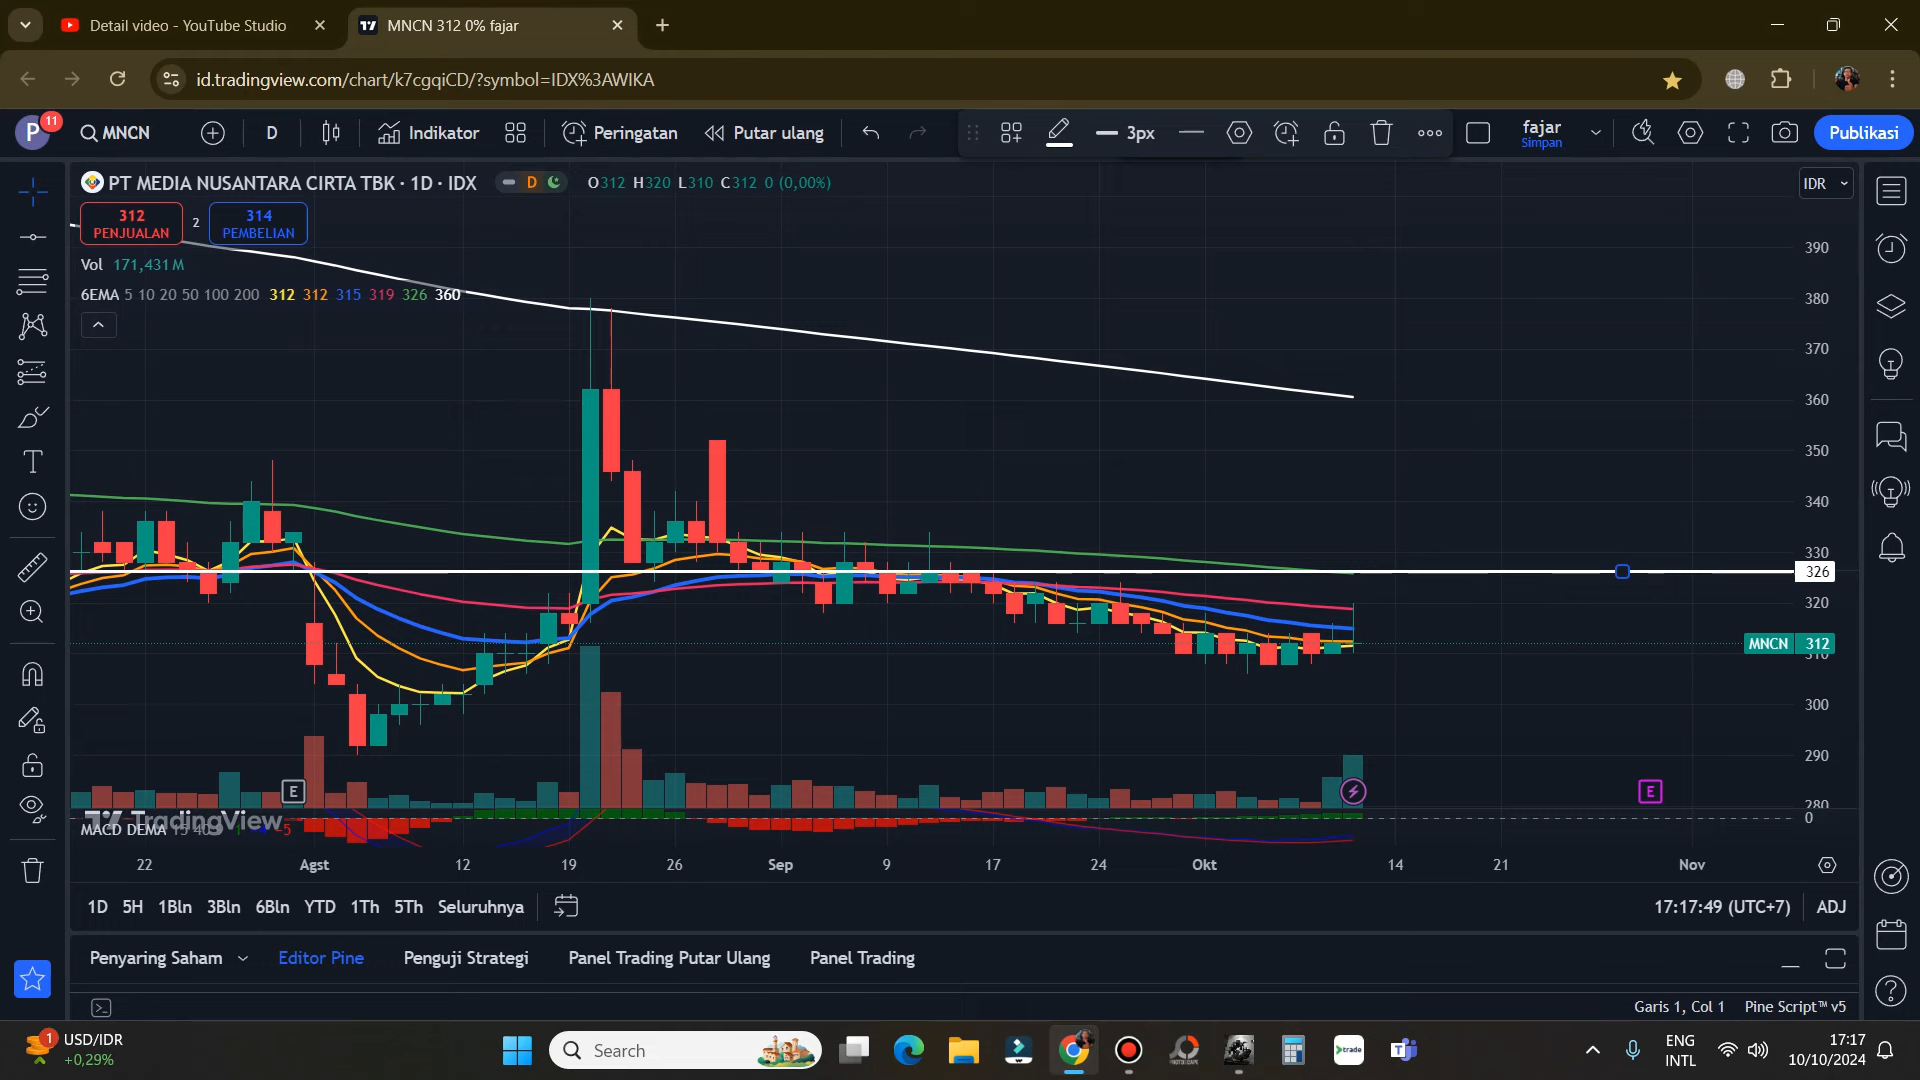 Detail video - YouTube Studio
MNCN 312 0% fajar
id.tradingview.com/chart/k7cgqiCD/?symbol=IDX%3AWIKA
P 11 MNCN D Indikator Peringatan Putar ulang 3px fajar Simpan Publikasi
PT MEDIA NUSANTARA CIRTA TBK · 1D · IDX D O312 H320 L310 C312 0 (0,00%) IDR
312 PENJUALAN 2 314 PEMBELIAN
Vol 171,431 M
6EMA 5 10 20 50 100 200 312 312 315 319 326 360
390
380
370
360
350
340
330
326
320
MNCN 312
310
300
290
280
0
E
E
TradingView
MACD DEMA
-5
22 Agst 12 19 26 Sep 9 17 24 Okt 14 21 Nov
1D 5H 1Bln 3Bln 6Bln YTD 1Th 5Th Seluruhnya 17:17:49 (UTC+7) ADJ
Penyaring Saham Editor Pine Penguji Strategi Panel Trading Putar Ulang Panel Trading
Garis 1, Col 1 Pine Script™ v5
1 USD/IDR
+0,29%
Search
trade
ENG
INTL
17:17
10/10/2024